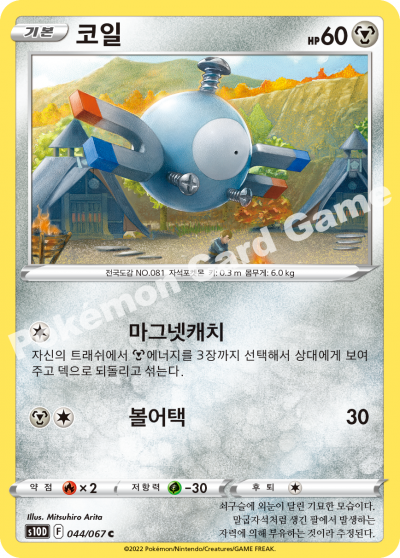 기본 코일 HP60
전국도감 NO.081 자석포켓몬 키: 0.3 m 몸무게: 6.0 kg
Pokémon Card Game
마그넷캐치
자신의 트래쉬에서 에너지를 3장까지 선택해서 상대에게 보여
주고 덱으로 되돌리고 섞는다.
볼어택 30
약점 ×2 저항력 -30 후퇴
Illus. Mitsuhiro Arita
s10D F 044/067 C
쇠구슬에 외눈이 달린 기묘한 모습이다.
말굽자석처럼 생긴 팔에서 발생하는
자력에 의해 부유하는 것이라 추정된다.
©2022 Pokémon/Nintendo/Creatures/GAME FREAK.